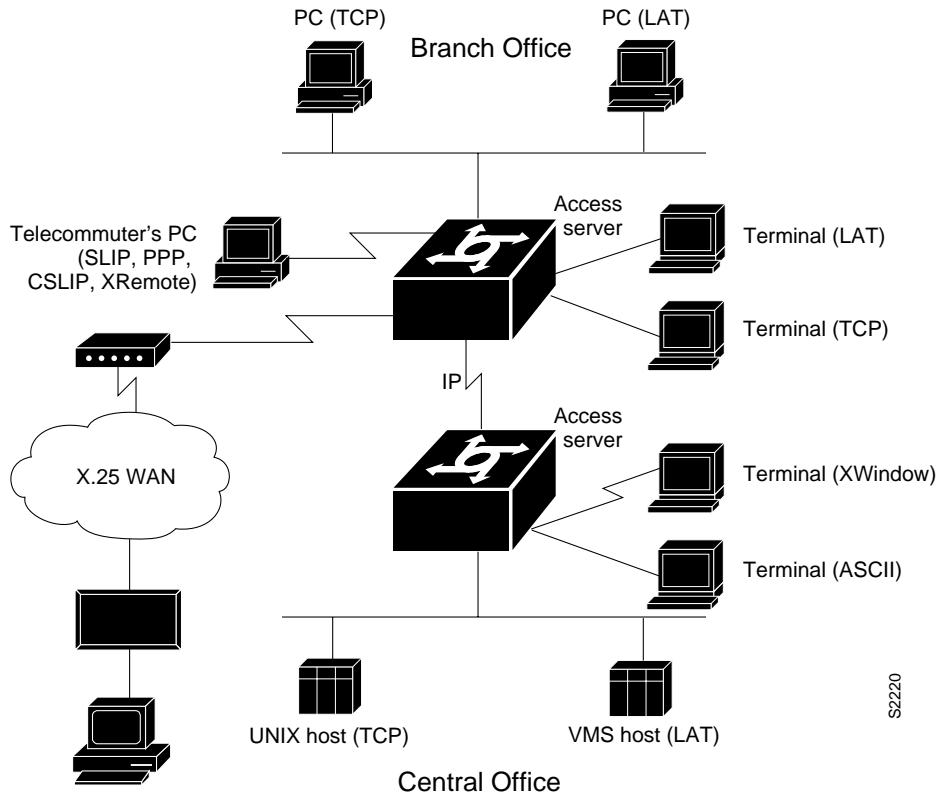 PC (TCP)
PC (LAT)
Branch Office
Access
server
Telecommuter's PC
(SLIP, PPP,
CSLIP, XRemote)
Terminal (LAT)
Terminal (TCP)
IP
Access
server
X.25 WAN
Terminal (XWindow)
Terminal (ASCII)
UNIX host (TCP)
VMS host (LAT)
S2220
Central Office